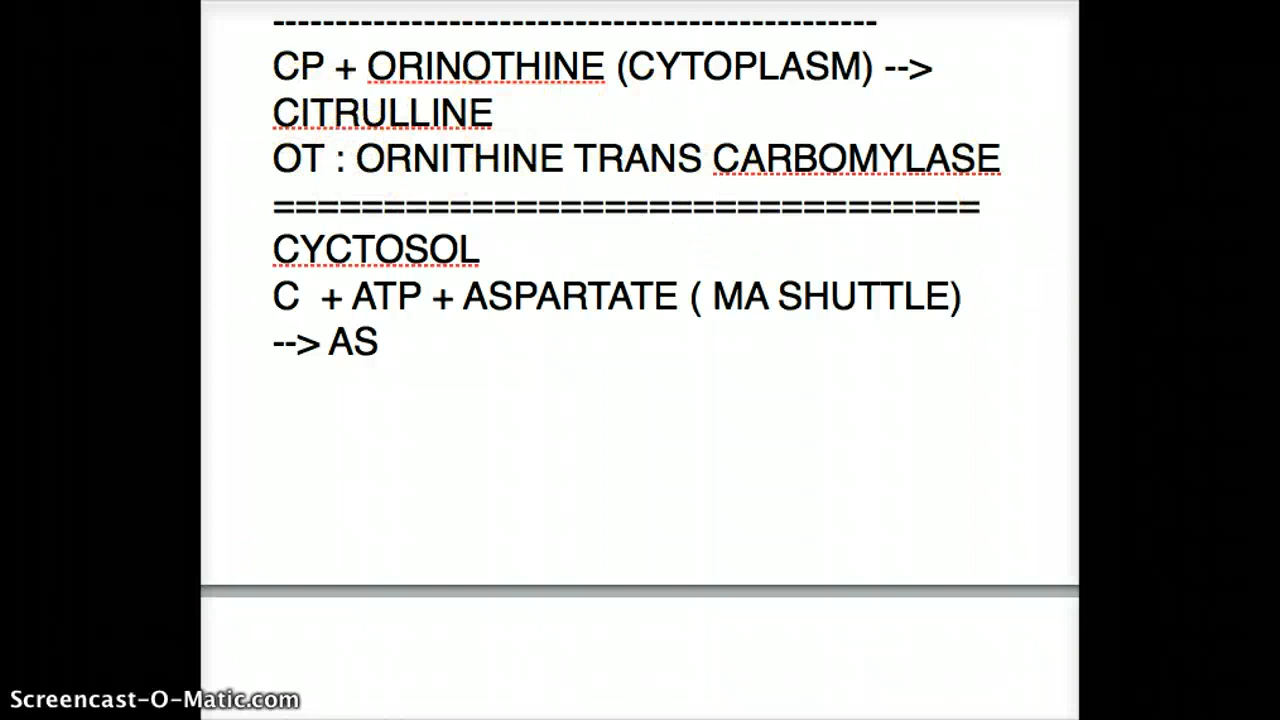 -----------------------------------------------
CP + ORINOTHINE (CYTOPLASM) -->
CITRULLINE
OT : ORNITHINE TRANS CARBOMYLASE
================================
CYCTOSOL
C  + ATP + ASPARTATE ( MA SHUTTLE)
--> AS
Screencast-O-Matic.com